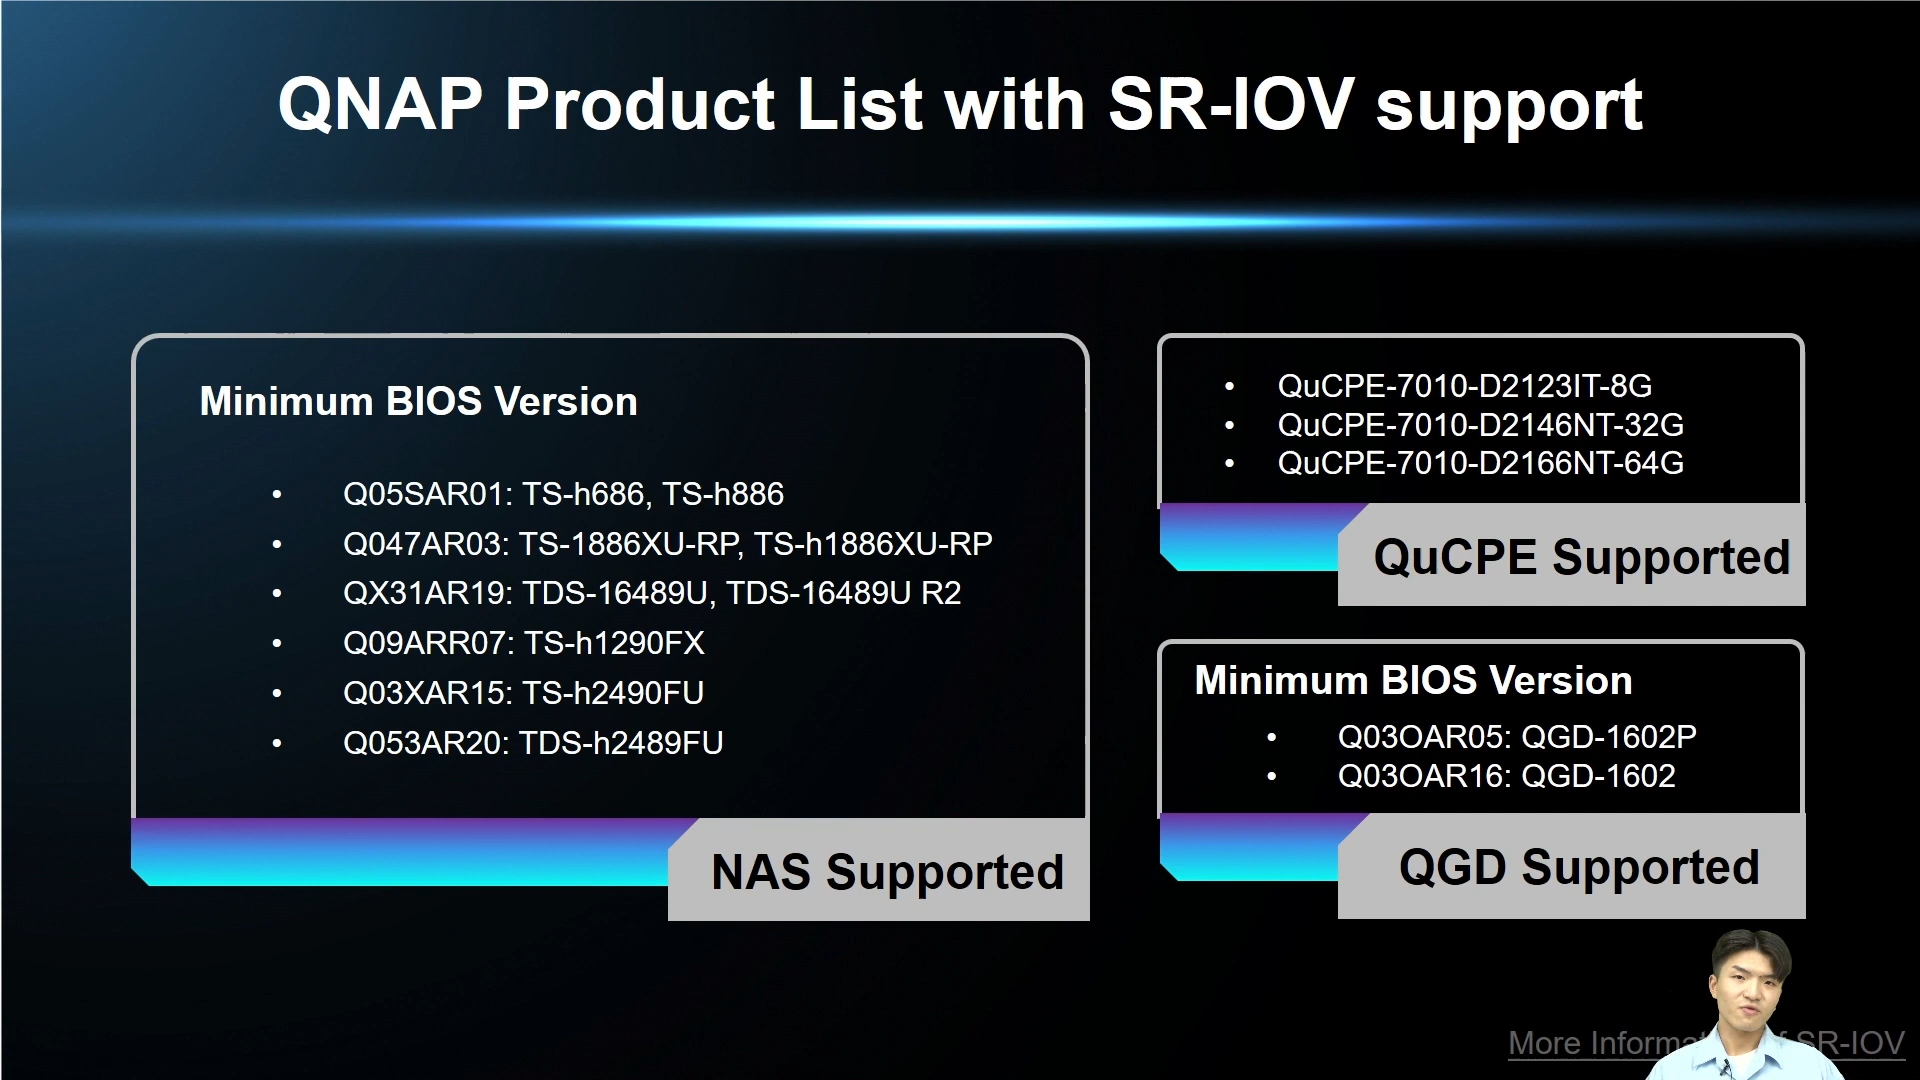 QNAP Product List with SR-IOV support
Minimum BIOS Version
• Q05SAR01: TS-h686, TS-h886
• Q047AR03: TS-1886XU-RP, TS-h1886XU-RP
• QX31AR19: TDS-16489U, TDS-16489U R2
• Q09ARR07: TS-h1290FX
• Q03XAR15: TS-h2490FU
• Q053AR20: TDS-h2489FU
NAS Supported
• QuCPE-7010-D2123IT-8G
• QuCPE-7010-D2146NT-32G
• QuCPE-7010-D2166NT-64G
QuCPE Supported
Minimum BIOS Version
• Q03OAR05: QGD-1602P
• Q03OAR16: QGD-1602
QGD Supported
More SR-IOV